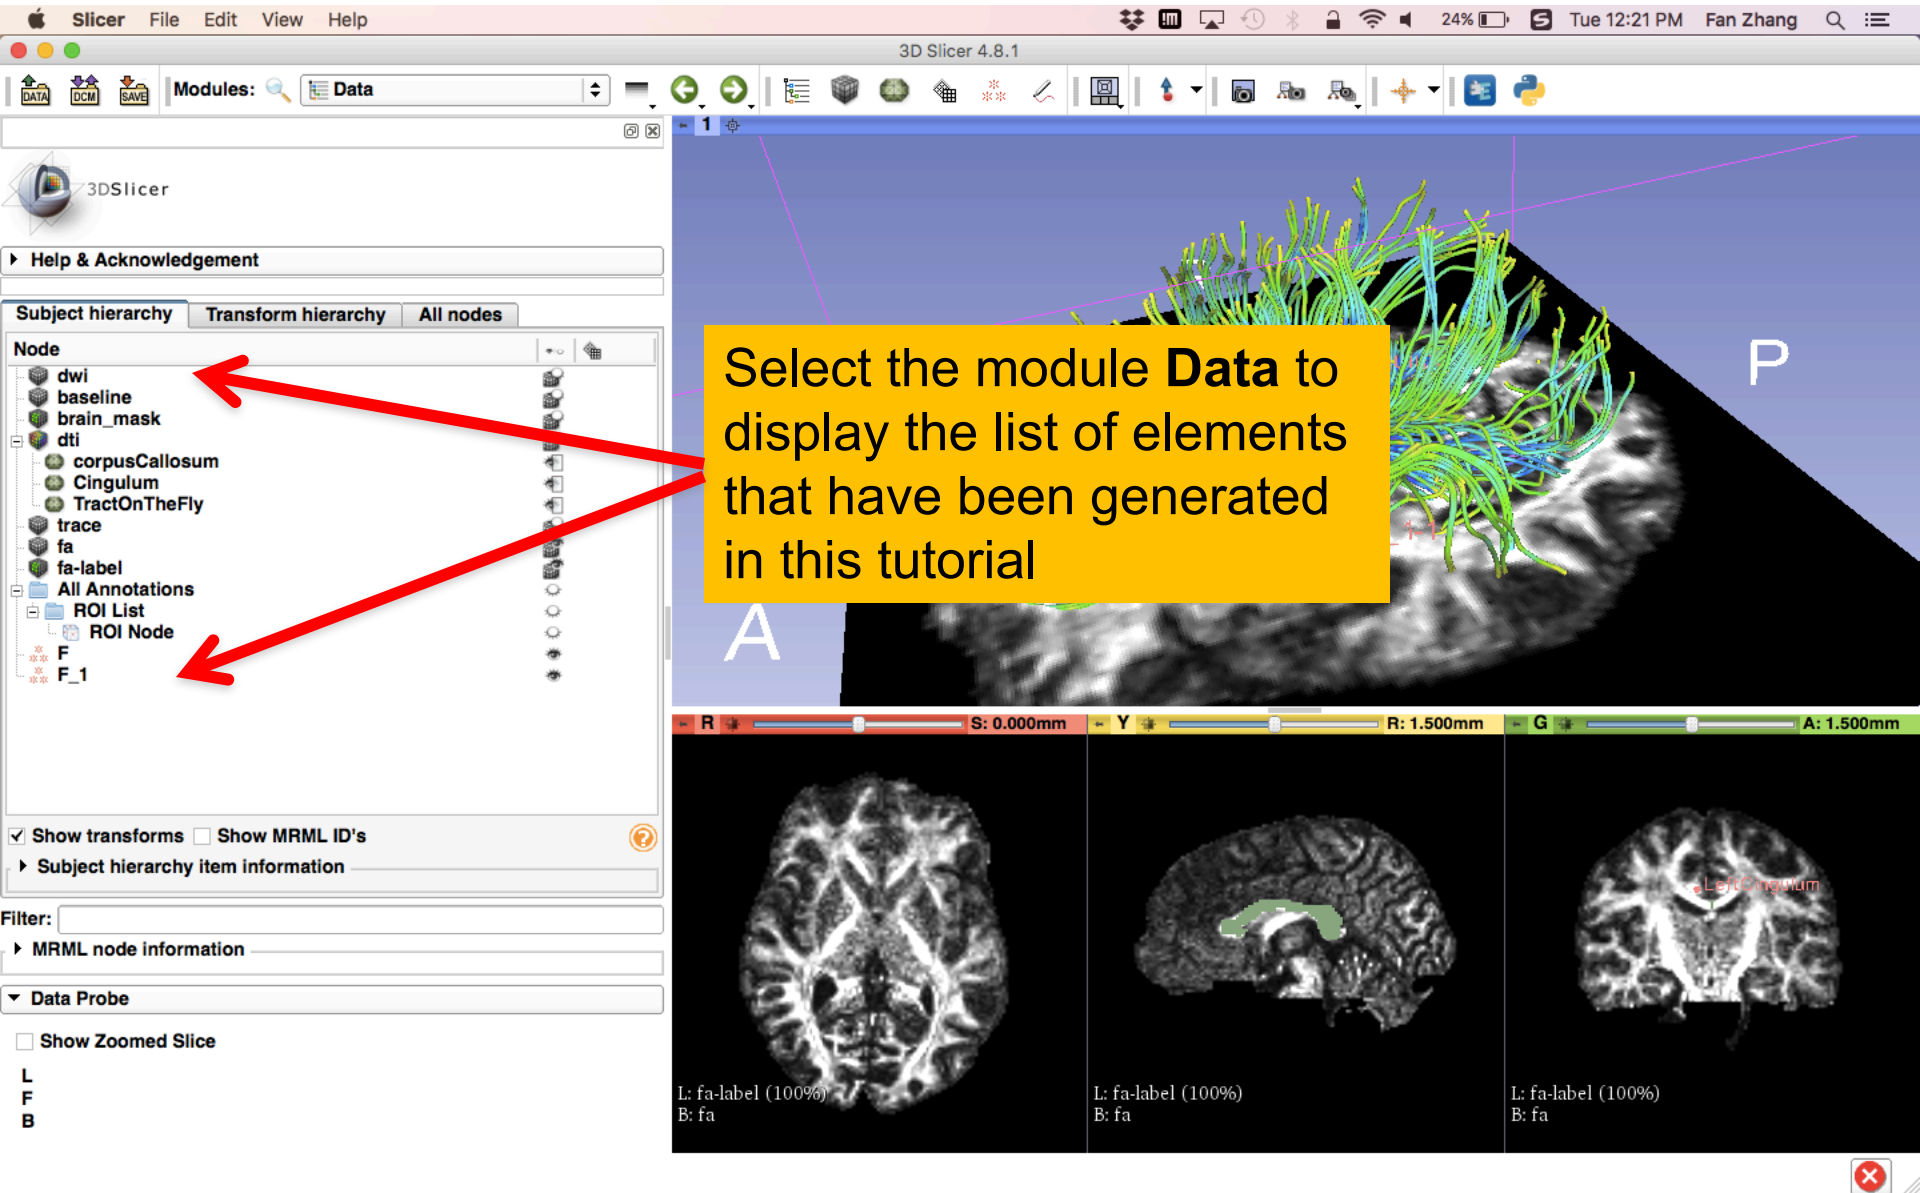 Slicer File Edit View Help 24% Tue 12:21 PM Fan Zhang
3D Slicer 4.8.1
DATA DCM SAVE Modules: Data
1
3DSlicer
Help & Acknowledgement
Subject hierarchy Transform hierarchy All nodes
Node
dwi
baseline
brain_mask
dti
corpusCallosum
Cingulum
TractOnTheFly
trace
fa
fa-label
All Annotations
ROI List
ROI Node
F
F_1
Select the module Data to
display the list of elements
that have been generated
in this tutorial
P
A
Show transforms Show MRML ID's
Subject hierarchy item information
Filter:
MRML node information
Data Probe
Show Zoomed Slice
L
F
B
R S: 0.000mm
Y R: 1.500mm
G A: 1.500mm
L: fa-label (100%)
B: fa
L: fa-label (100%)
B: fa
LeftCingulum
L: fa-label (100%)
B: fa